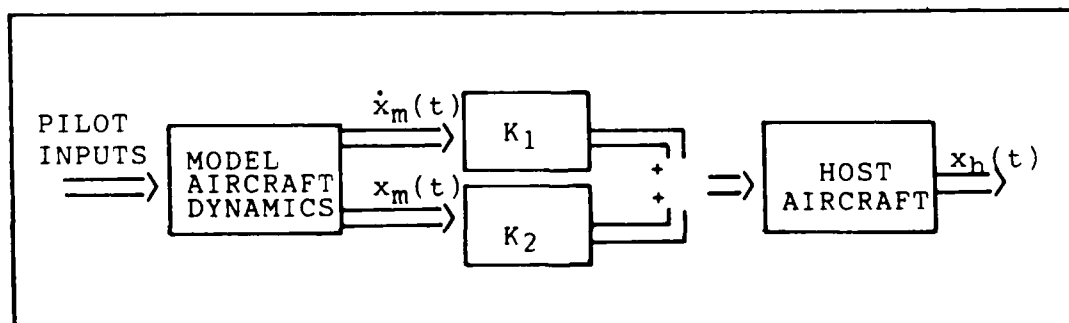 PILOT
INPUTS
MODEL
AIRCRAFT
DYNAMICS
ẋm(t)
xm(t)
K1
K2
+
+
HOST
AIRCRAFT
xh(t)